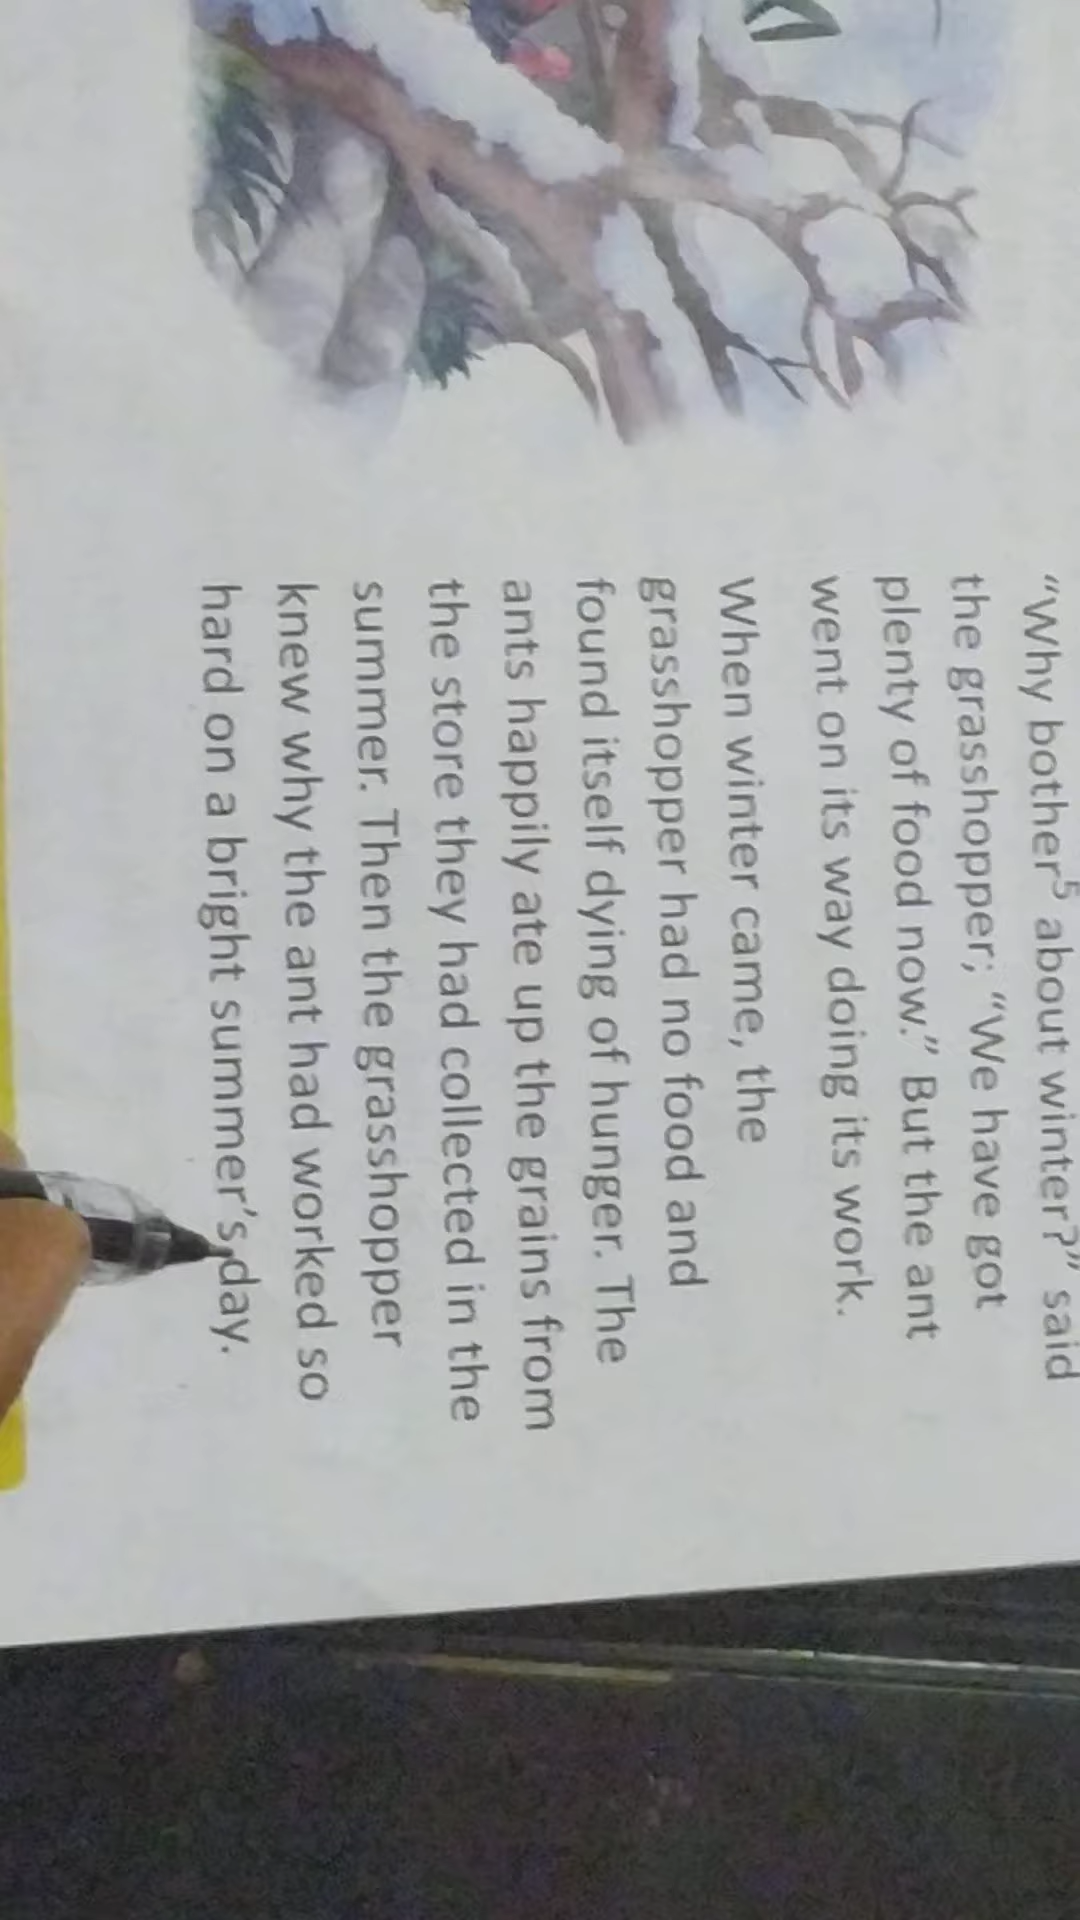 “Why bother⁵ about winter?” said
the grasshopper; “We have got
plenty of food now.” But the ant
went on its way doing its work.
When winter came, the
grasshopper had no food and
found itself dying of hunger. The
ants happily ate up the grains from
the store they had collected in the
summer. Then the grasshopper
knew why the ant had worked so
hard on a bright summer’s day.